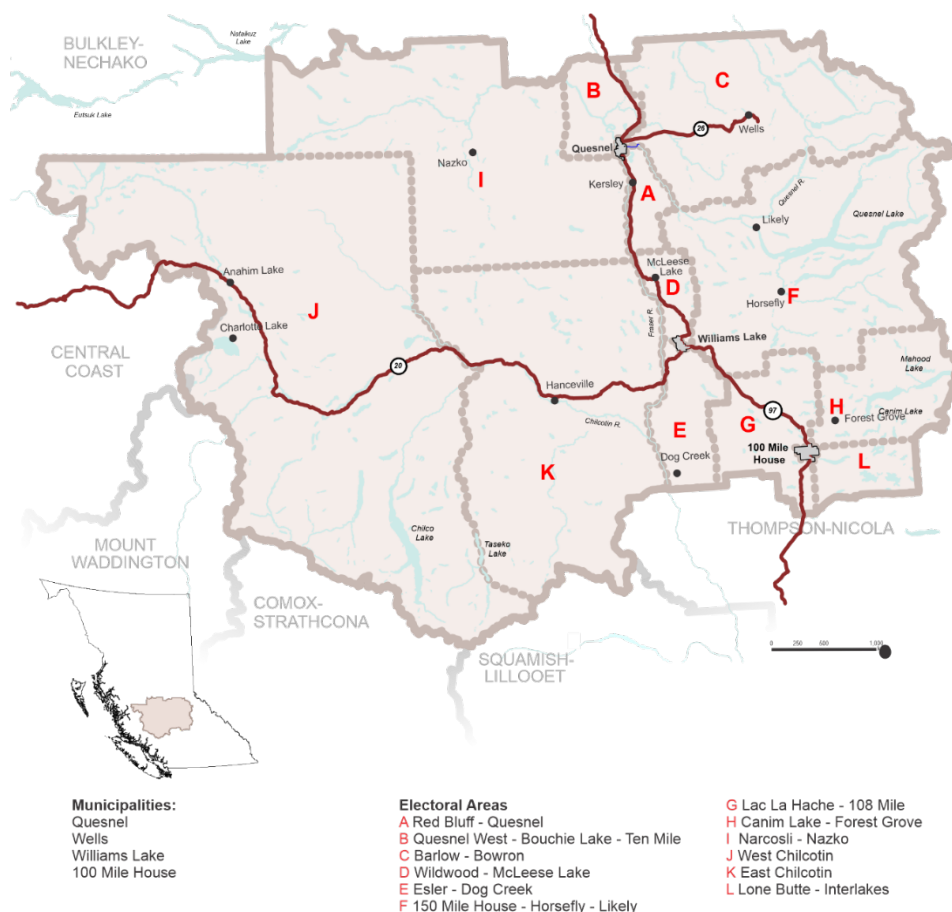 BULKLEY-
NECHAKO
Natalkuz
Lake
Eutsuk Lake
B
C
26
Wells
Quesnel
Nazko
I
Kersley
A
Quesnel R.
Likely
Quesnel Lake
McLeese
Lake
D
Horsefly
F
Anahim Lake
J
Charlotte Lake
Fraser R.
Williams Lake
CENTRAL
COAST
20
Mahood
Lake
Hanceville
97
H
Canim Lake
Forest Grove
Chilcotin R.
G
E
100 Mile
House
L
Dog Creek
K
THOMPSON-NICOLA
Chilco
Lake
Taseko
Lake
MOUNT
WADDINGTON
COMOX-
STRATHCONA
SQUAMISH-
LILLOOET
0 250 500 1,000
Municipalities:
Quesnel
Wells
Williams Lake
100 Mile House
Electoral Areas
A Red Bluff - Quesnel
B Quesnel West - Bouchie Lake - Ten Mile
C Barlow - Bowron
D Wildwood - McLeese Lake
E Esler - Dog Creek
F 150 Mile House - Horsefly - Likely
G Lac La Hache - 108 Mile
H Canim Lake - Forest Grove
I Narcosli - Nazko
J West Chilcotin
K East Chilcotin
L Lone Butte - Interlakes